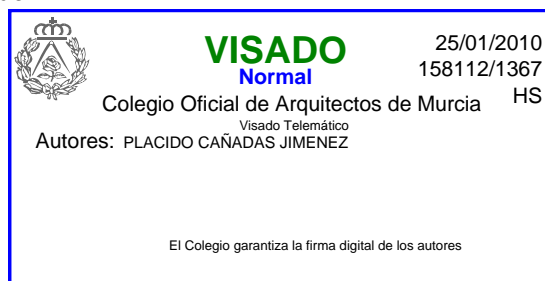 VISADO
25/01/2010
Normal
158112/1367
Colegio Oficial de Arquitectos de Murcia
HS
Visado Telemático
Autores: PLACIDO CAÑADAS JIMENEZ
El Colegio garantiza la firma digital de los autores